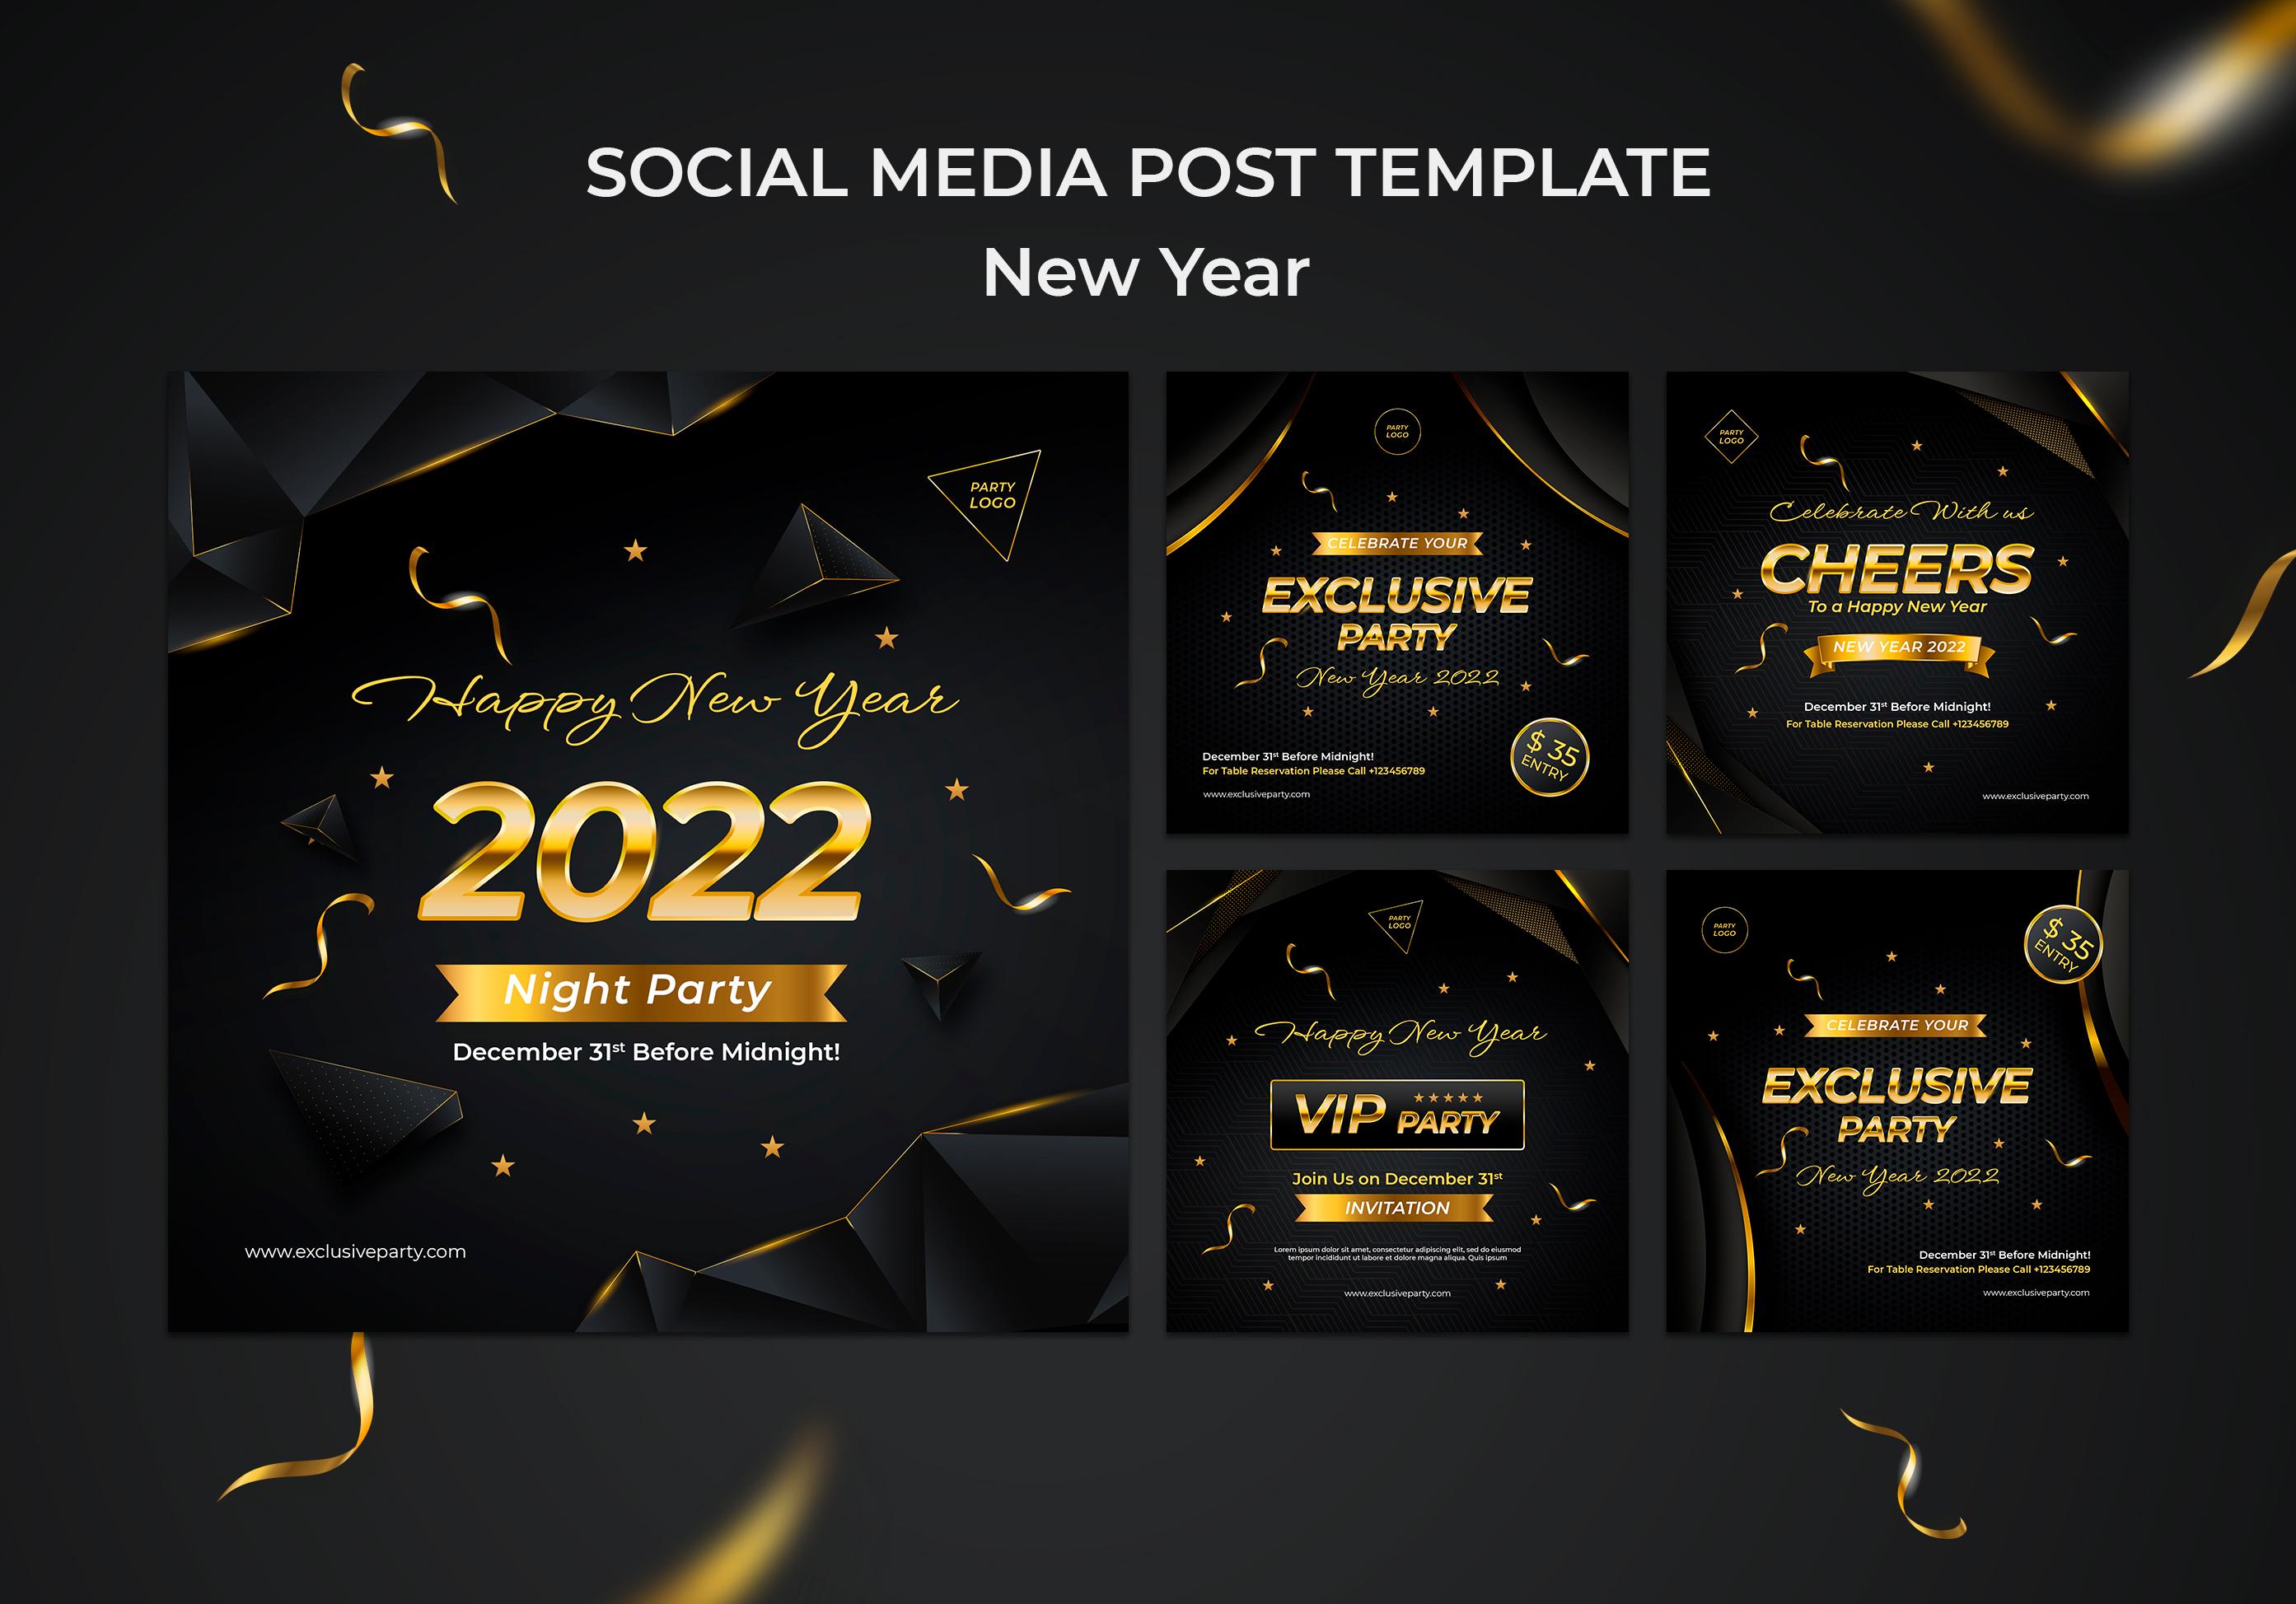 SOCIAL MEDIA POST TEMPLATE
New Year
PARTY
LOGO
Happy New Year
2022
Night Party
December 31st Before Midnight!
www.exclusiveparty.com
PARTY
LOGO
CELEBRATE YOUR
EXCLUSIVE
PARTY
New Year 2022
$ 35
ENTRY
December 31st Before Midnight!
For Table Reservation Please Call +123456789
www.exclusiveparty.com
PARTY
LOGO
Celebrate With us
CHEERS
To a Happy New Year
NEW YEAR 2022
December 31st Before Midnight!
For Table Reservation Please Call +123456789
www.exclusiveparty.com
PARTY
LOGO
Happy New Year
VIP PARTY
Join Us on December 31st
INVITATION
Lorem ipsum dolor sit amet, consectetur adipiscing elit, sed do eiusmod
tempor incididunt ut labore et dolore magna aliqua. Quis ipsum
www.exclusiveparty.com
PARTY
LOGO
$ 35
ENTRY
CELEBRATE YOUR
EXCLUSIVE
PARTY
New Year 2022
December 31st Before Midnight!
For Table Reservation Please Call +123456789
www.exclusiveparty.com